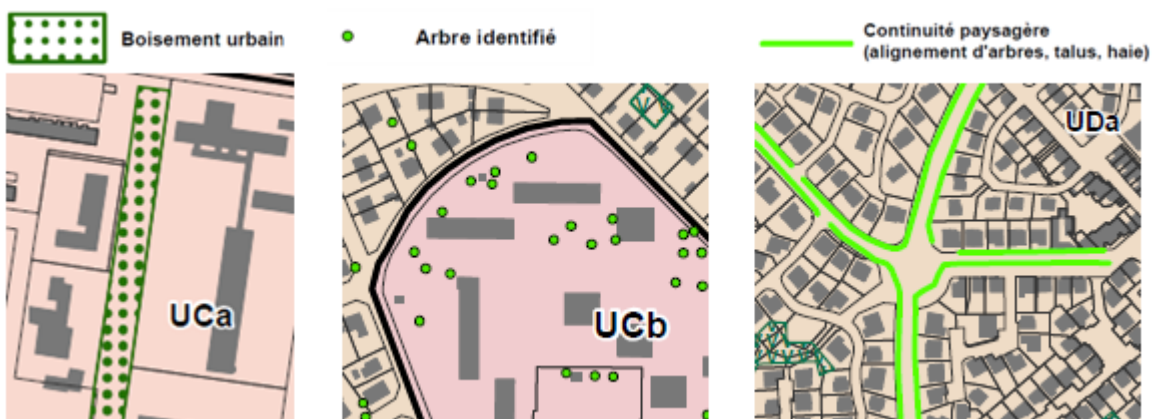 Boisement urbain
Arbre identifié
Continuité paysagère
(alignement d'arbres, talus, haie)
UCa
UCb
UDa